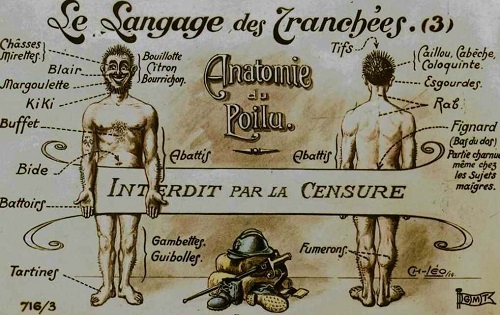 Le Langage des Tranchées. (3)
Anatomie
du
Poilu.
Châsses
Mirettes.
Blair
Margoulette
KiKi
Buffet
Bide
Battoirs
Tartines
Bouillotte
Citron
Bourrichon.
Abattis
Gambettes.
Guibolles.
Tifs
Caillou, Cabèche,
Coloquinte.
Esgourdes.
Rab
Fignard
(Bas du dos)
Partie charnue
même chez
les Sujets
maigres.
Abattis
INTERDIT PAR LA CENSURE
Fumerons.
CH-LÉO
716/3